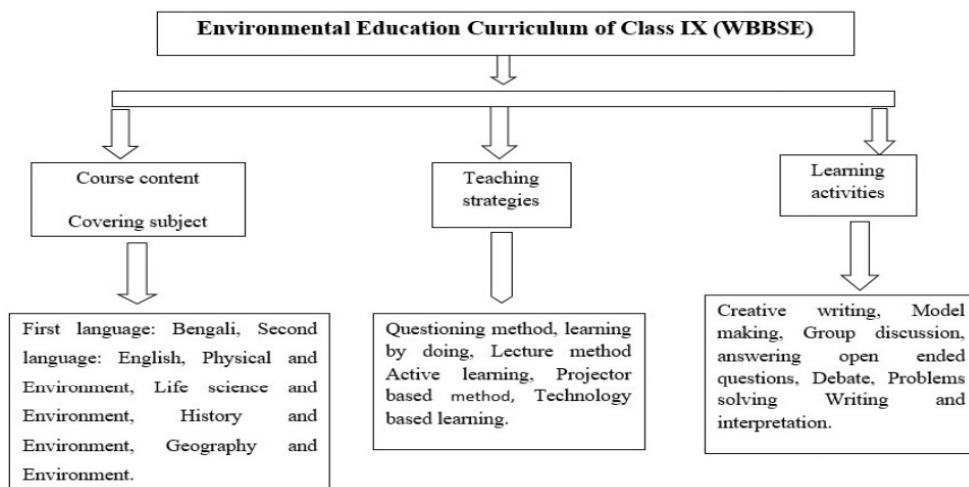 Environmental Education Curriculum of Class IX (WBBSE)
Course content
Covering subject
Teaching
strategies
Learning
activities
First language: Bengali, Second
language: English, Physical and
Environment, Life science and
Environment, History and
Environment, Geography and
Environment.
Questioning method, learning
by doing, Lecture method
Active learning, Projector
based method, Technology
based learning.
Creative writing, Model
making, Group discussion,
answering open ended
questions, Debate, Problems
solving Writing and
interpretation.